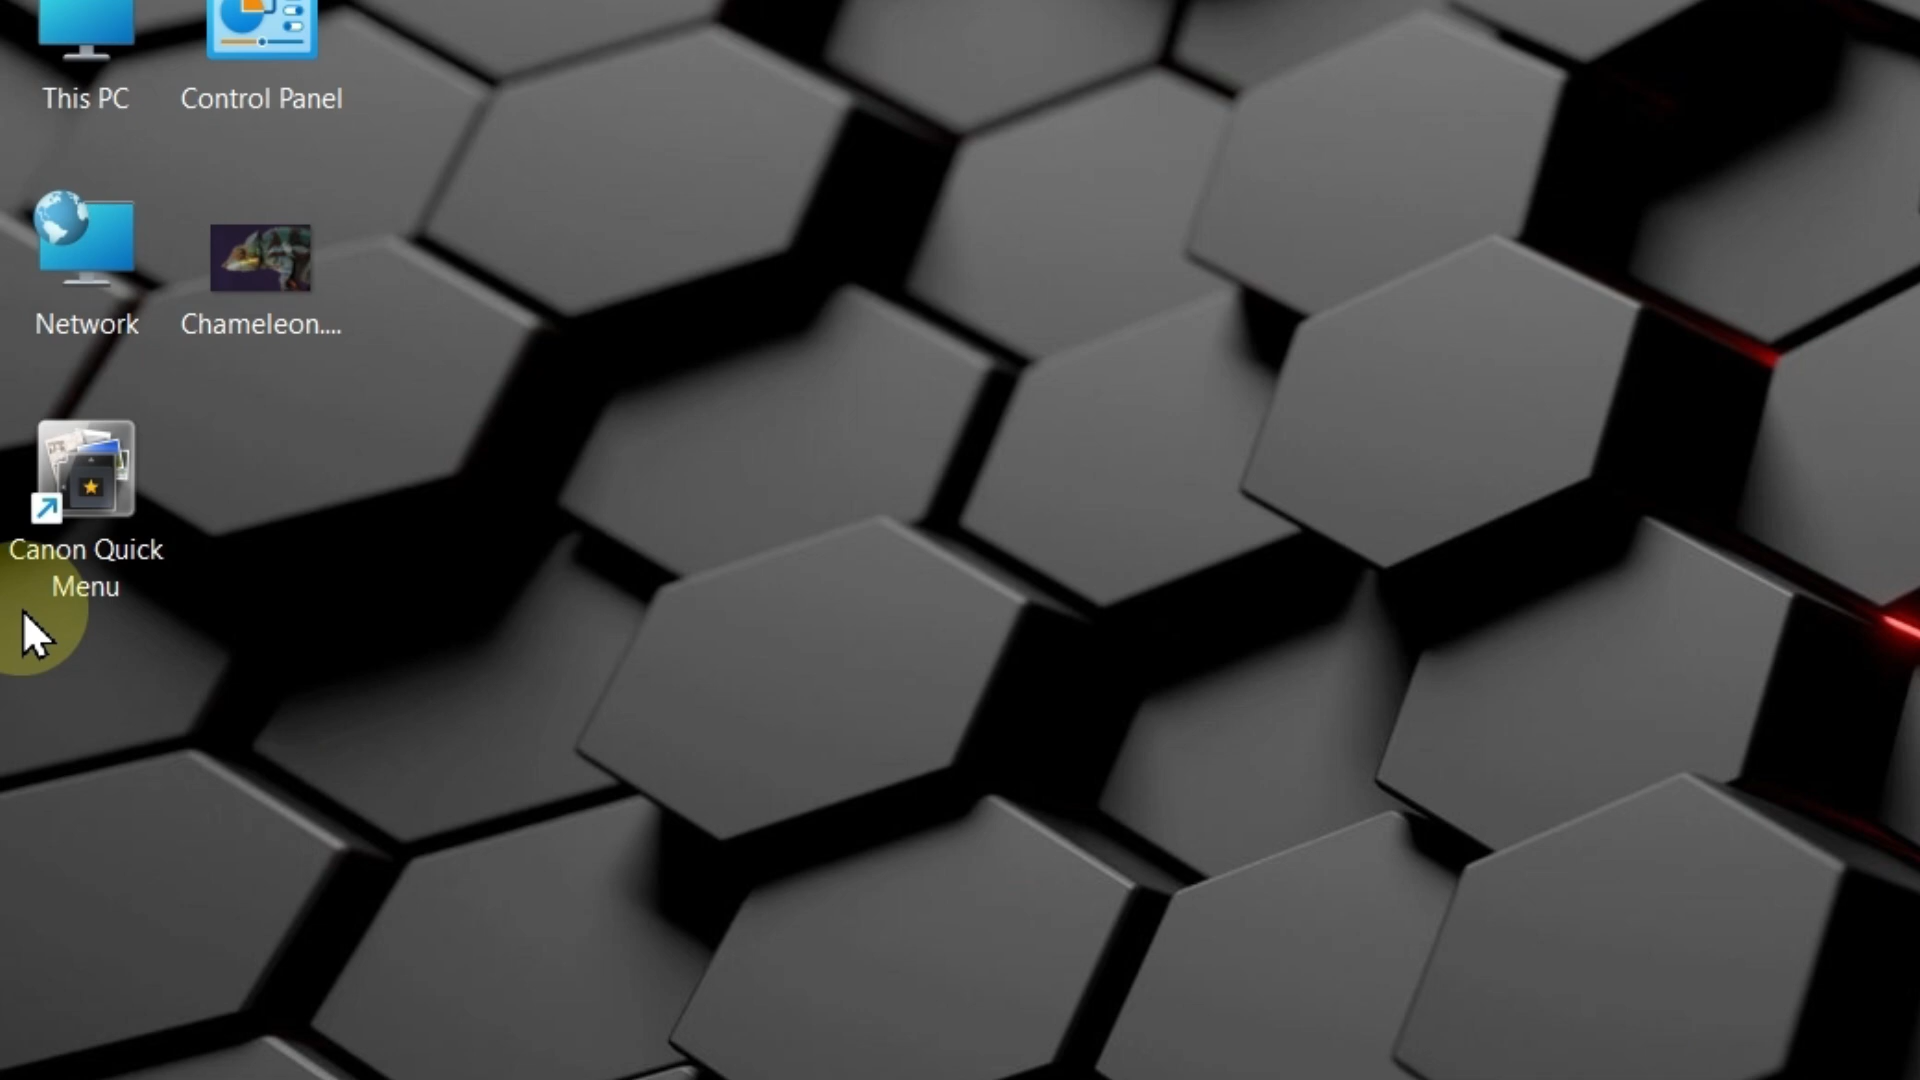 This PC
Control Panel
Network
Chameleon....
Canon Quick
Menu